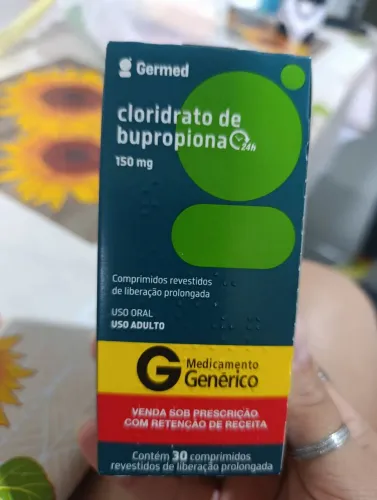 Germed
cloridrato de
bupropiona 24h
150 mg
Comprimidos revestidos
de liberação prolongada
USO ORAL
USO ADULTO
G Medicamento
Genérico
VENDA SOB PRESCRIÇÃO
COM RETENÇÃO DE RECEITA
Contém 30 comprimidos
revestidos de liberação prolongada